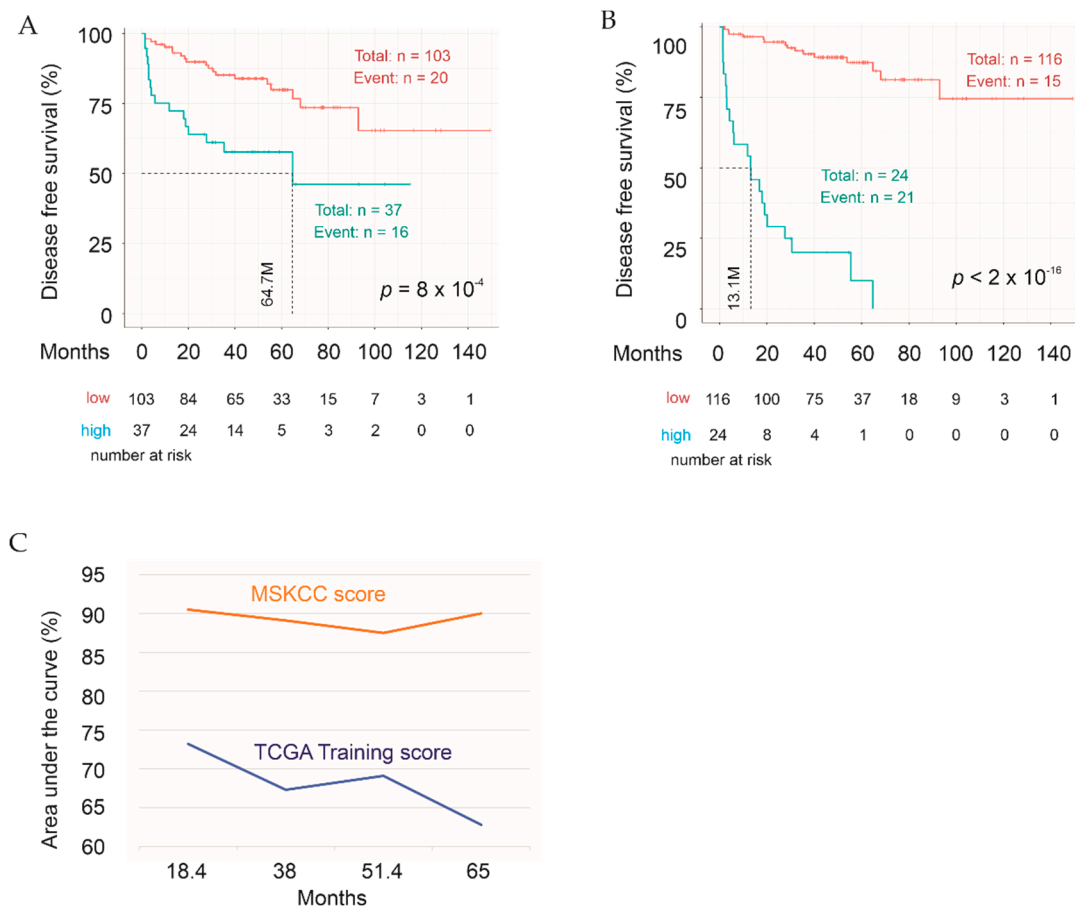 A
Disease free survival (%)
100
75
50
25
0
Total: n = 103
Event: n = 20
Total: n = 37
Event: n = 16
64.7M
p = 8 x 10-4
Months 0 20 40 60 80 100 120 140
low 103 84 65 33 15 7 3 1
high 37 24 14 5 3 2 0 0
number at risk
B
Disease free survival (%)
100
75
50
25
0
Total: n = 116
Event: n = 15
Total: n = 24
Event: n = 21
13.1M
p < 2 x 10-16
Months 0 20 40 60 80 100 120 140
low 116 100 75 37 18 9 3 1
high 24 8 4 1 0 0 0 0
number at risk
C
Area under the curve (%)
95
90
85
80
75
70
65
60
MSKCC score
TCGA Training score
18.4 38 51.4 65
Months